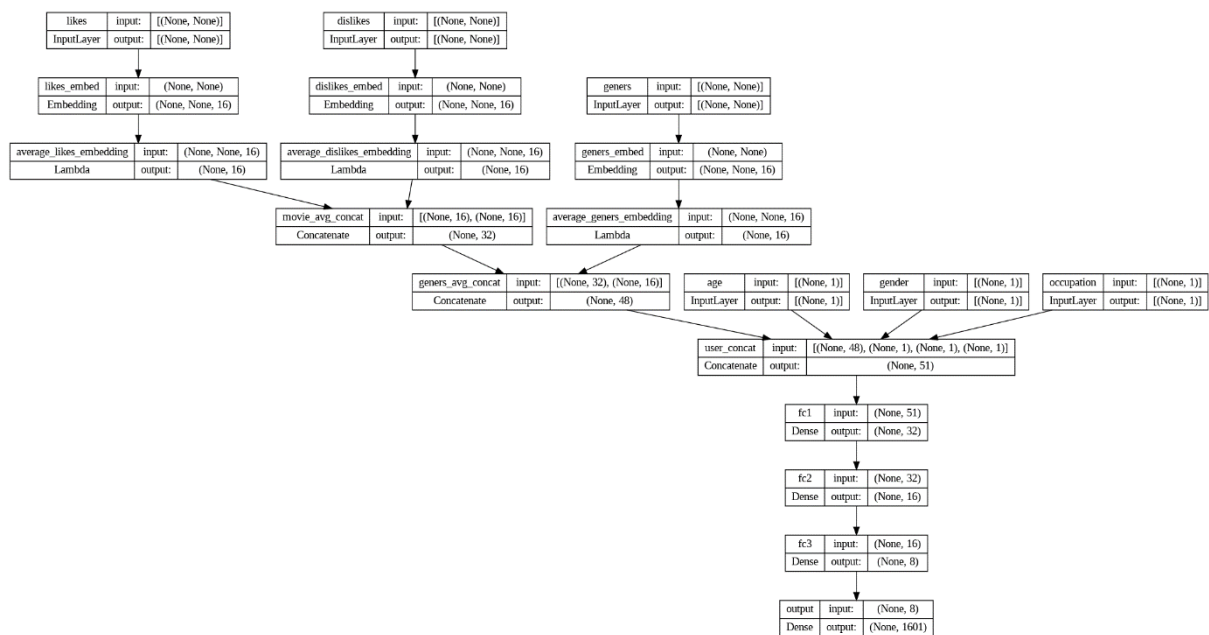 likes input: [(None, None)]
InputLayer output: [(None, None)]
dislikes input: [(None, None)]
InputLayer output: [(None, None)]
likes_embed input: (None, None)
Embedding output: (None, None, 16)
dislikes_embed input: (None, None)
Embedding output: (None, None, 16)
geners input: [(None, None)]
InputLayer output: [(None, None)]
average_likes_embedding input: (None, None, 16)
Lambda output: (None, 16)
average_dislikes_embedding input: (None, None, 16)
Lambda output: (None, 16)
geners_embed input: (None, None)
Embedding output: (None, None, 16)
movie_avg_concat input: [(None, 16), (None, 16)]
Concatenate output: (None, 32)
average_geners_embedding input: (None, None, 16)
Lambda output: (None, 16)
geners_avg_concat input: [(None, 32), (None, 16)]
Concatenate output: (None, 48)
age input: [(None, 1)]
InputLayer output: [(None, 1)]
gender input: [(None, 1)]
InputLayer output: [(None, 1)]
occupation input: [(None, 1)]
InputLayer output: [(None, 1)]
user_concat input: [(None, 48), (None, 1), (None, 1), (None, 1)]
Concatenate output: (None, 51)
fc1 input: (None, 51)
Dense output: (None, 32)
fc2 input: (None, 32)
Dense output: (None, 16)
fc3 input: (None, 16)
Dense output: (None, 8)
output input: (None, 8)
Dense output: (None, 1601)